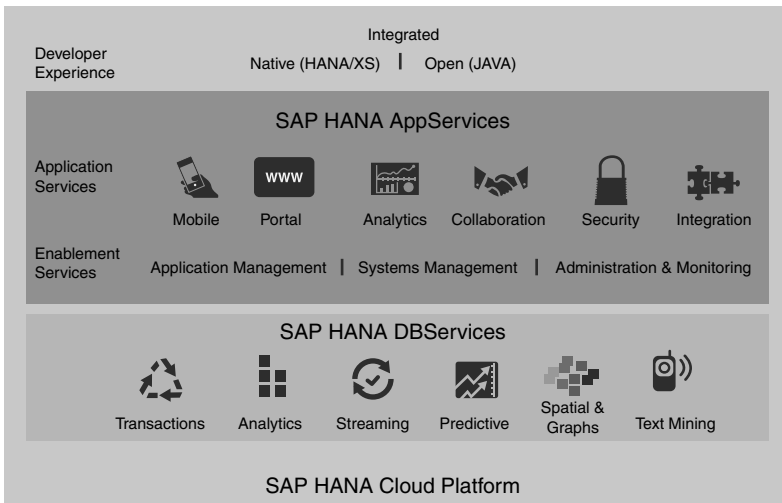 Integrated
Developer
Experience
Native (HANA/XS) | Open (JAVA)
SAP HANA AppServices
Application
Services
WWW
Mobile Portal Analytics Collaboration Security Integration
Enablement
Services
Application Management | Systems Management | Administration & Monitoring
SAP HANA DBServices
Transactions Analytics Streaming Predictive Spatial &
Graphs Text Mining
SAP HANA Cloud Platform